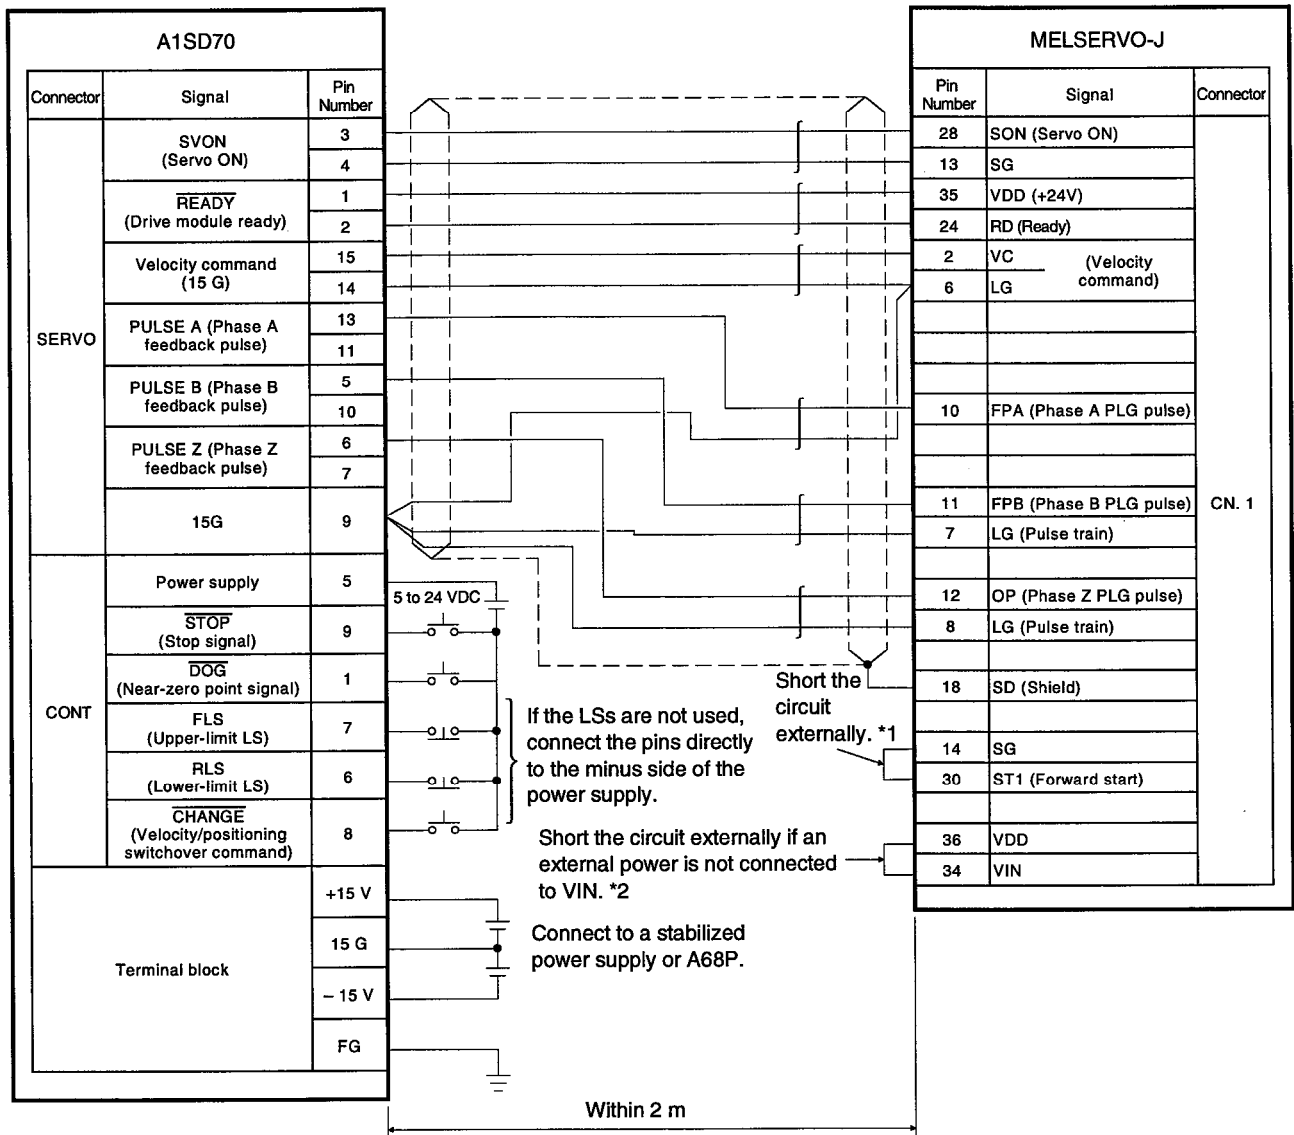 A1SD70
Connector
Signal
Pin
Number
SERVO
SVON
(Servo ON)
3
4
READY
(Drive module ready)
1
2
Velocity command
(15 G)
15
14
PULSE A (Phase A
feedback pulse)
13
11
PULSE B (Phase B
feedback pulse)
5
10
PULSE Z (Phase Z
feedback pulse)
6
7
15G
9
CONT
Power supply
5
STOP
(Stop signal)
9
DOG
(Near-zero point signal)
1
FLS
(Upper-limit LS)
7
RLS
(Lower-limit LS)
6
CHANGE
(Velocity/positioning
switchover command)
8
Terminal block
+15 V
15 G
– 15 V
FG
5 to 24 VDC
If the LSs are not used,
connect the pins directly
to the minus side of the
power supply.
Short the
circuit
externally. *1
Short the circuit externally if an
external power is not connected
to VIN. *2
Connect to a stabilized
power supply or A68P.
Within 2 m
MELSERVO-J
Pin
Number
Signal
Connector
28 SON (Servo ON)
13 SG
35 VDD (+24V)
24 RD (Ready)
2 VC
6 LG
(Velocity
command)
10 FPA (Phase A PLG pulse)
11 FPB (Phase B PLG pulse)
7 LG (Pulse train)
12 OP (Phase Z PLG pulse)
8 LG (Pulse train)
18 SD (Shield)
14 SG
30 ST1 (Forward start)
36 VDD
34 VIN
CN. 1